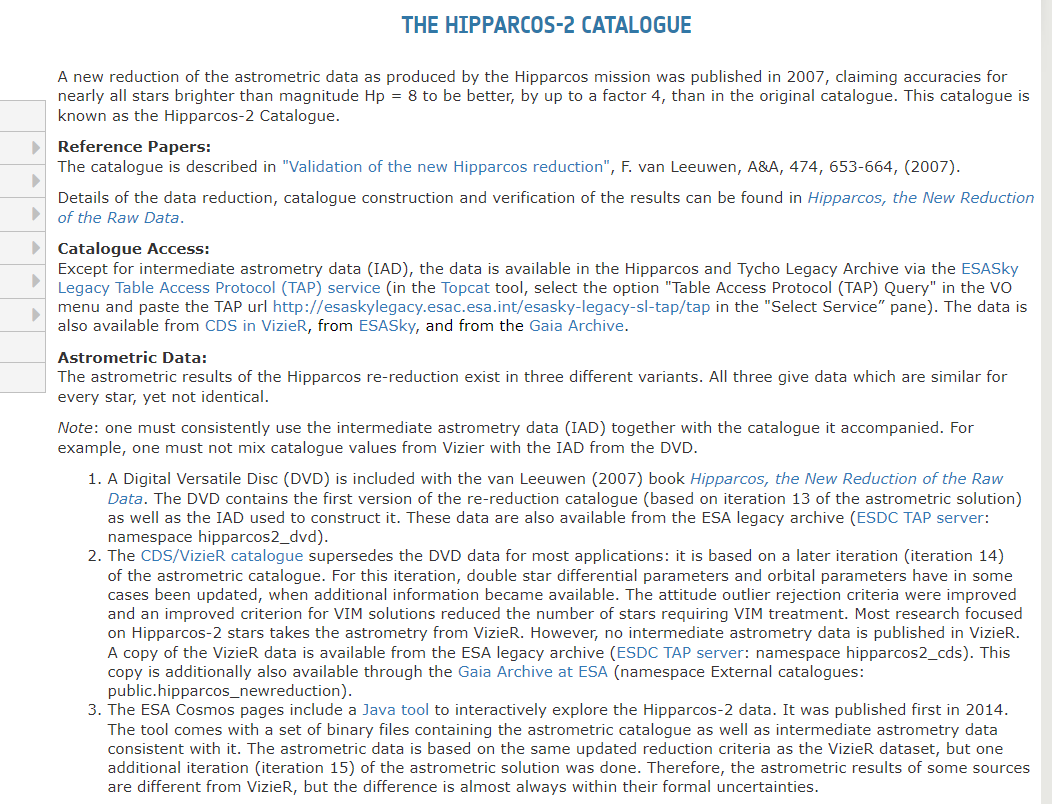 THE HIPPARCOS-2 CATALOGUE
A new reduction of the astrometric data as produced by the Hipparcos mission was published in 2007, claiming accuracies for
nearly all stars brighter than magnitude Hp = 8 to be better, by up to a factor 4, than in the original catalogue. This catalogue is
known as the Hipparcos-2 Catalogue.
Reference Papers:
The catalogue is described in "Validation of the new Hipparcos reduction", F. van Leeuwen, A&A, 474, 653-664, (2007).
Details of the data reduction, catalogue construction and verification of the results can be found in Hipparcos, the New Reduction
of the Raw Data.
Catalogue Access:
Except for intermediate astrometry data (IAD), the data is available in the Hipparcos and Tycho Legacy Archive via the ESASky
Legacy Table Access Protocol (TAP) service (in the Topcat tool, select the option "Table Access Protocol (TAP) Query" in the VO
menu and paste the TAP url http://esaskylegacy.esac.esa.int/esasky-legacy-sl-tap/tap in the "Select Service” pane). The data is
also available from CDS in VizieR, from ESASky, and from the Gaia Archive.
Astrometric Data:
The astrometric results of the Hipparcos re-reduction exist in three different variants. All three give data which are similar for
every star, yet not identical.
Note: one must consistently use the intermediate astrometry data (IAD) together with the catalogue it accompanied. For
example, one must not mix catalogue values from Vizier with the IAD from the DVD.
1. A Digital Versatile Disc (DVD) is included with the van Leeuwen (2007) book Hipparcos, the New Reduction of the Raw
Data. The DVD contains the first version of the re-reduction catalogue (based on iteration 13 of the astrometric solution)
as well as the IAD used to construct it. These data are also available from the ESA legacy archive (ESDC TAP server:
namespace hipparcos2_dvd).
2. The CDS/VizieR catalogue supersedes the DVD data for most applications: it is based on a later iteration (iteration 14)
of the astrometric catalogue. For this iteration, double star differential parameters and orbital parameters have in some
cases been updated, when additional information became available. The attitude outlier rejection criteria were improved
and an improved criterion for VIM solutions reduced the number of stars requiring VIM treatment. Most research focused
on Hipparcos-2 stars takes the astrometry from VizieR. However, no intermediate astrometry data is published in VizieR.
A copy of the VizieR data is available from the ESA legacy archive (ESDC TAP server: namespace hipparcos2_cds). This
copy is additionally also available through the Gaia Archive at ESA (namespace External catalogues:
public.hipparcos_newreduction).
3. The ESA Cosmos pages include a Java tool to interactively explore the Hipparcos-2 data. It was published first in 2014.
The tool comes with a set of binary files containing the astrometric catalogue as well as intermediate astrometry data
consistent with it. The astrometric data is based on the same updated reduction criteria as the VizieR dataset, but one
additional iteration (iteration 15) of the astrometric solution was done. Therefore, the astrometric results of some sources
are different from VizieR, but the difference is almost always within their formal uncertainties.